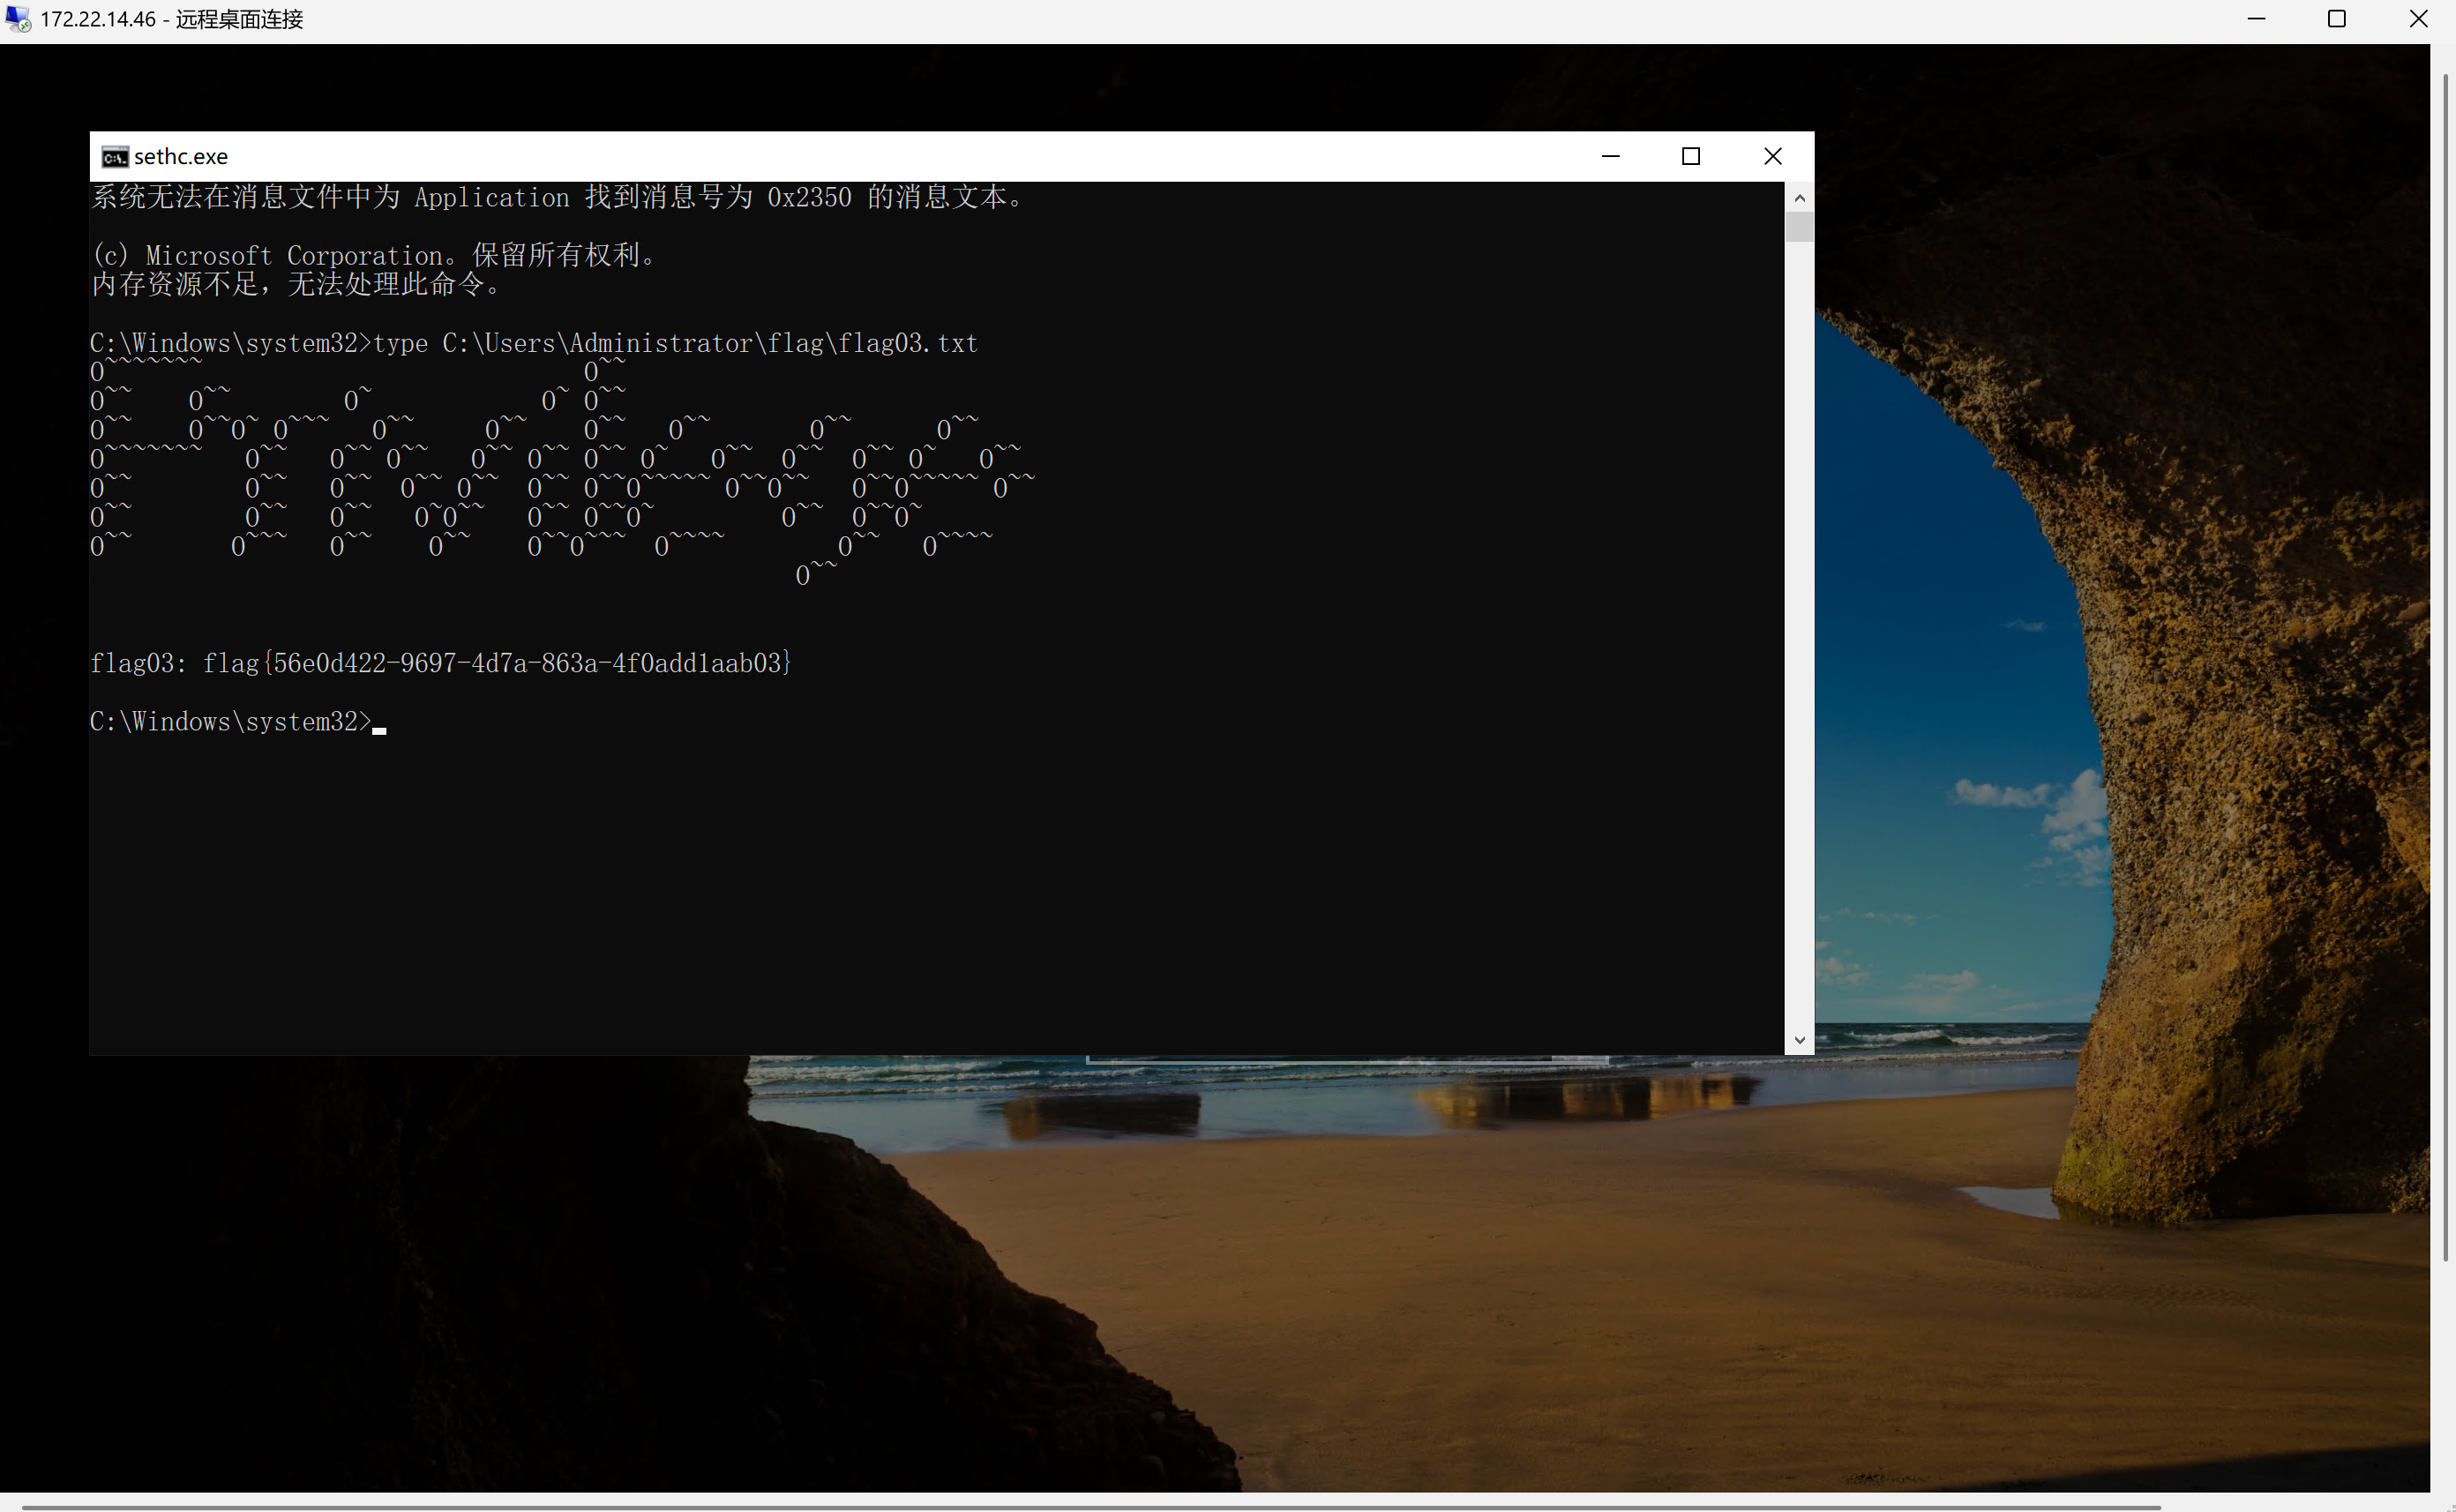 172.22.14.46 - 远程桌面连接
sethc.exe
系统无法在消息文件中为 Application 找到消息号为 0x2350 的消息文本。
(c) Microsoft Corporation。保留所有权利。
内存资源不足，无法处理此命令。
C:\Windows\system32>type C:\Users\Administrator\flag\flag03.txt
O~~~~~~~                           O~~
O~~    O~~        O~            O~ O~~
O~~    O~~O~ O~~~   O~~     O~~    O~~   O~~       O~~      O~~
O~~~~~~~   O~~   O~~ O~~   O~~ O~~ O~~ O~   O~~  O~~  O~~ O~   O~~
O~~        O~~   O~~  O~~ O~~  O~~ O~~O~~~~~ O~~O~~   O~~O~~~~~ O~~
O~~        O~~   O~~   O~O~~   O~~ O~~O~         O~~  O~~O~
O~~       O~~~   O~~    O~~    O~~O~~~  O~~~~        O~~   O~~~~
                                                  O~~
flag03: flag{56e0d422-9697-4d7a-863a-4f0add1aab03}
C:\Windows\system32>